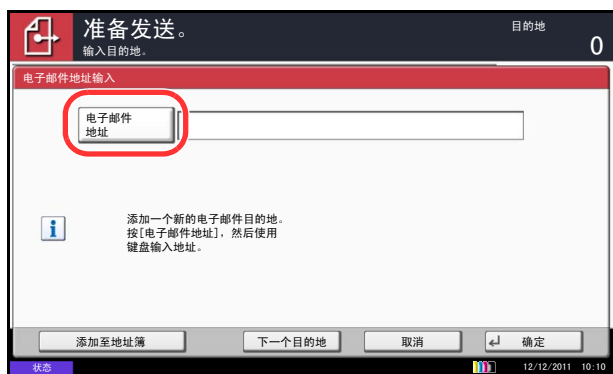 准备发送。
目的地
输入目的地。
0
电子邮件地址输入
电子邮件
地址
添加一个新的电子邮件目的地。
按[电子邮件地址]，然后使用
键盘输入地址。
添加至地址簿
下一个目的地
取消
确定
状态
12/12/2011 10:10